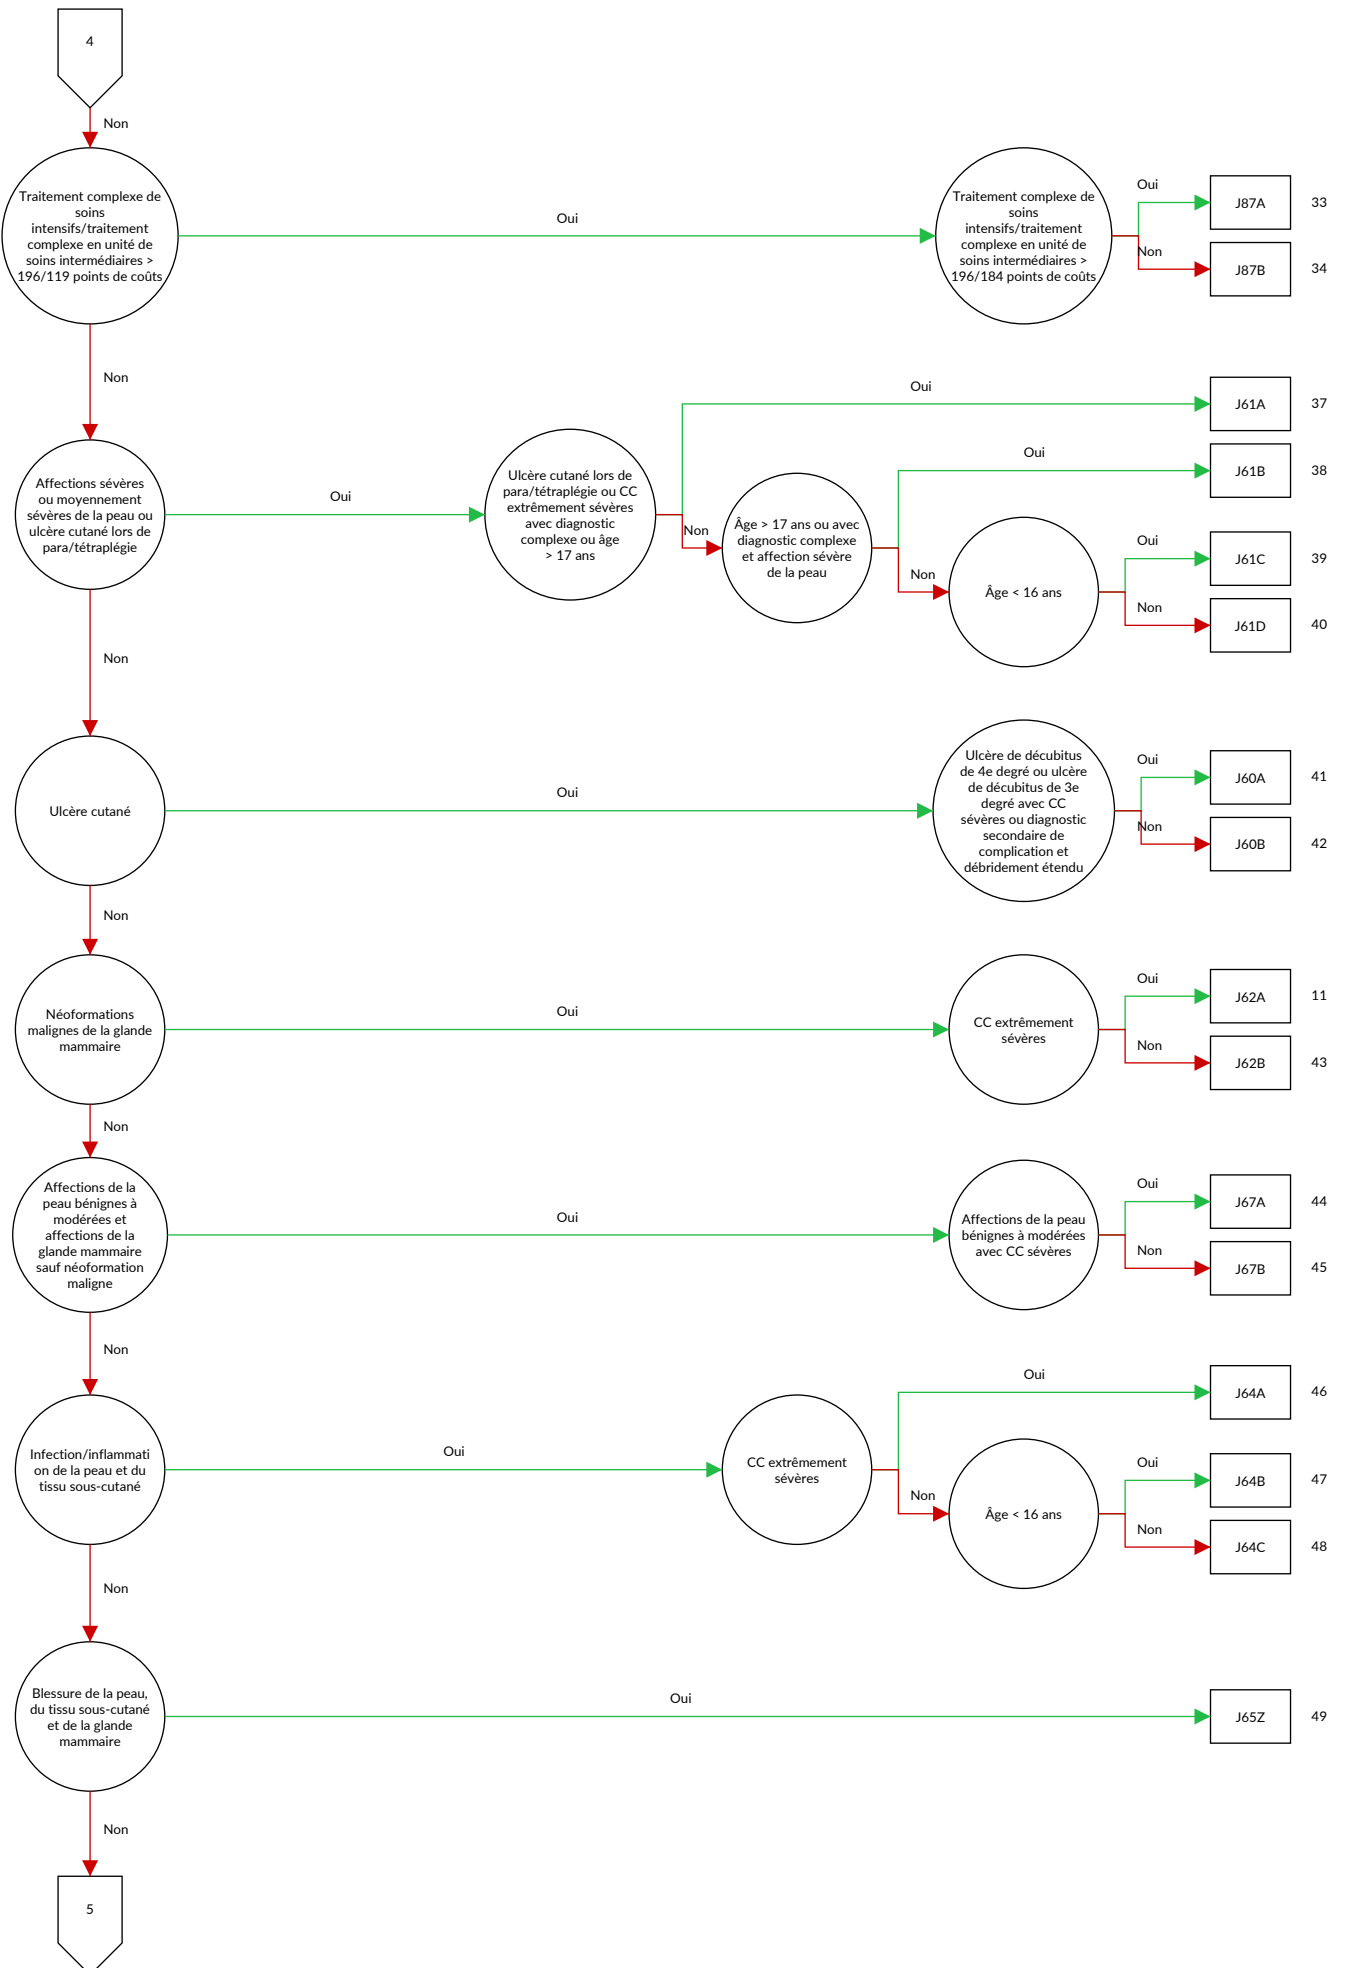 4
Non
Traitement complexe de
soins
intensifs/traitement
complexe en unité de
soins intermédiaires >
196/119 points de coûts
Oui
Traitement complexe de
soins
intensifs/traitement
complexe en unité de
soins intermédiaires >
196/184 points de coûts
Oui
J87A
33
Non
J87B
34
Non
Affections sévères
ou moyennement
sévères de la peau ou
ulcère cutané lors de
para/tétraplégie
Oui
Ulcère cutané lors de
para/tétraplégie ou CC
extrêmement sévères
avec diagnostic
complexe ou âge
> 17 ans
Oui
J61A
37
Non
Âge > 17 ans ou avec
diagnostic complexe
et affection sévère
de la peau
Oui
J61B
38
Non
Âge < 16 ans
Oui
J61C
39
Non
J61D
40
Non
Ulcère cutané
Oui
Ulcère de décubitus
de 4e degré ou ulcère
de décubitus de 3e
degré avec CC
sévères ou diagnostic
secondaire de
complication et
débridement étendu
Oui
J60A
41
Non
J60B
42
Non
Néoformations
malignes de la glande
mammaire
Oui
CC extrêmement
sévères
Oui
J62A
11
Non
J62B
43
Non
Affections de la
peau bénignes à
modérées et
affections de la
glande mammaire
sauf néoformation
maligne
Oui
Affections de la peau
bénignes à modérées
avec CC sévères
Oui
J67A
44
Non
J67B
45
Non
Infection/inflammati
on de la peau et du
tissu sous-cutané
Oui
CC extrêmement
sévères
Oui
J64A
46
Non
Âge < 16 ans
Oui
J64B
47
Non
J64C
48
Non
Blessure de la peau,
du tissu sous-cutané
et de la glande
mammaire
Oui
J65Z
49
Non
5